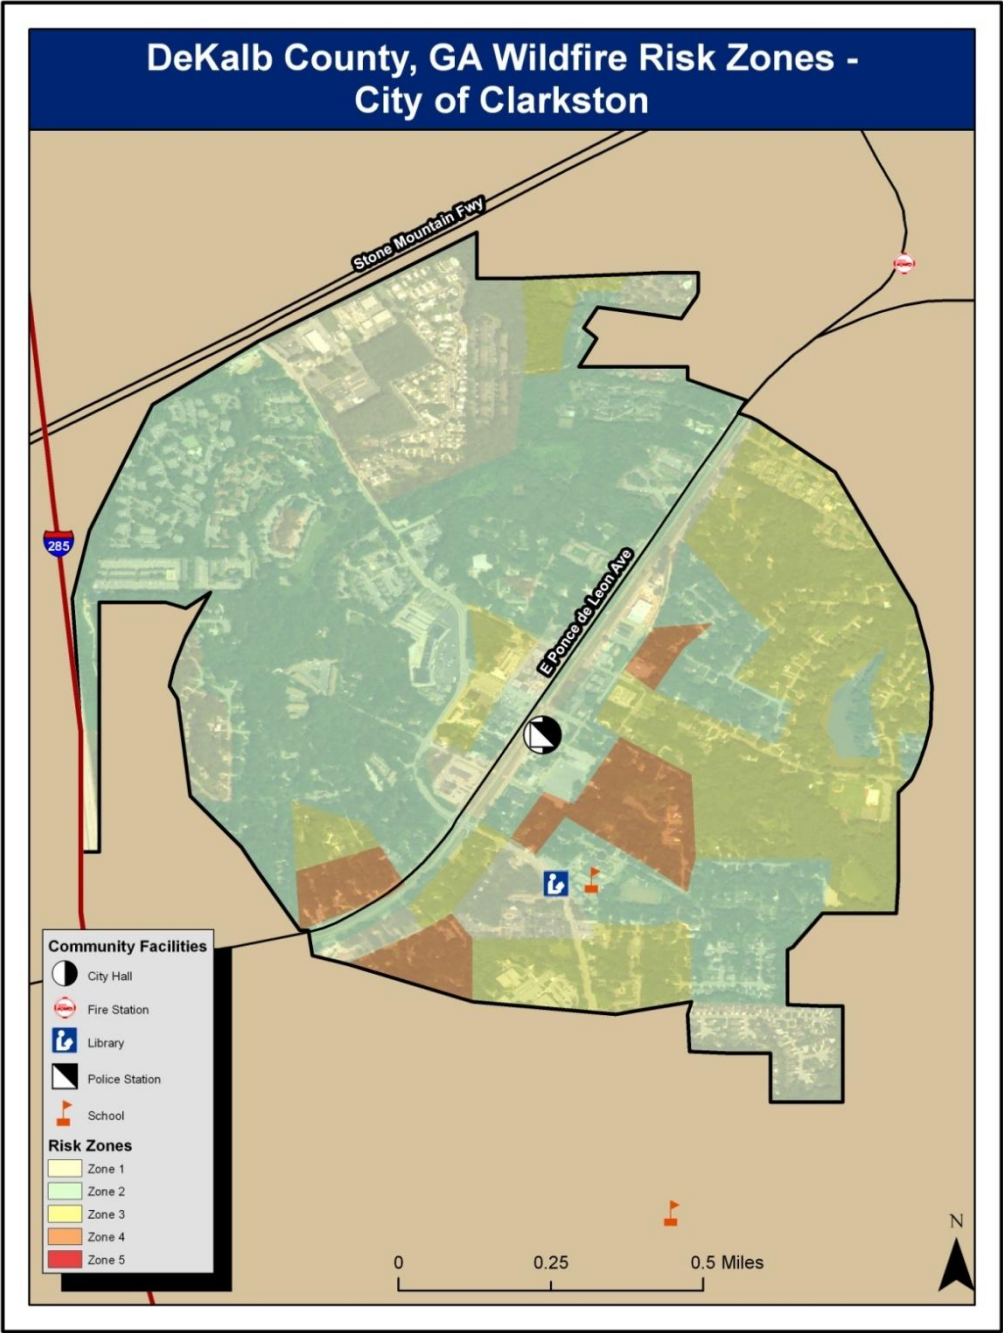 DeKalb County, GA Wildfire Risk Zones -
City of Clarkston
Stone Mountain Fwy
285
E Ponce de Leon Ave
Community Facilities
City Hall
Fire Station
Library
Police Station
School
Risk Zones
Zone 1
Zone 2
Zone 3
Zone 4
Zone 5
N
0 0.25 0.5 Miles